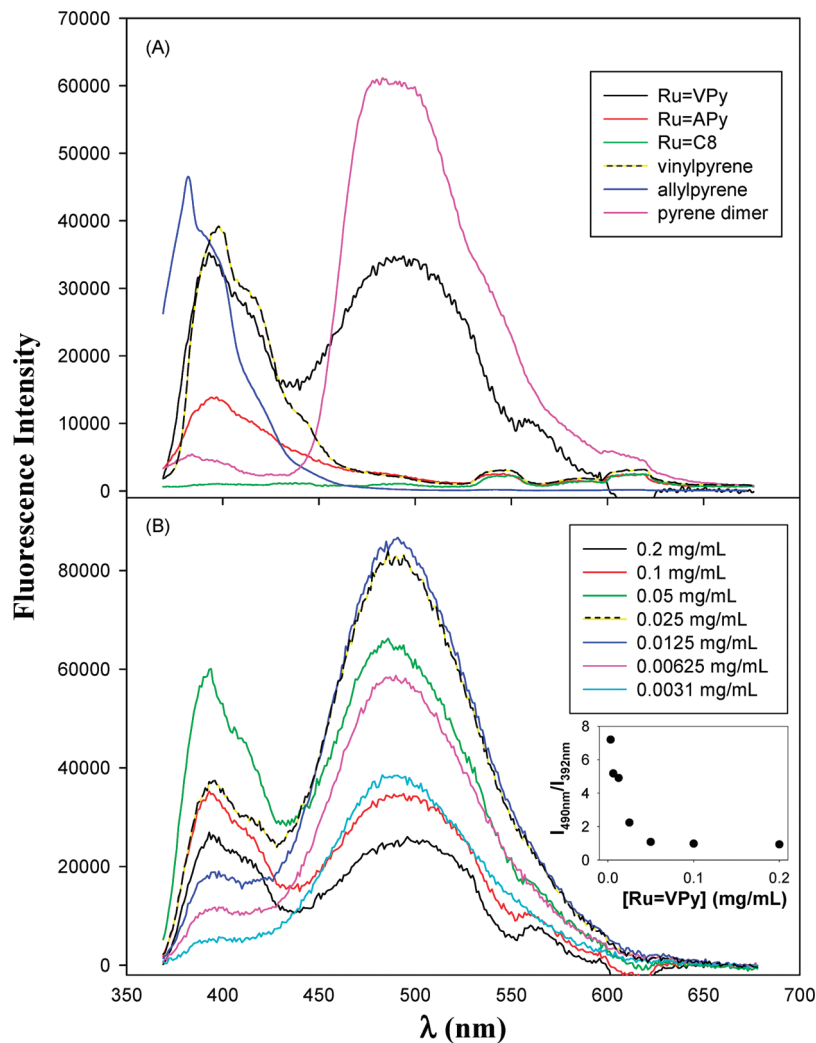 70000
(A)
60000
50000
40000
30000
20000
10000
0
Ru=VPy
Ru=APy
Ru=C8
vinylpyrene
allylpyrene
pyrene dimer
Fluorescence Intensity
(B)
80000
60000
40000
20000
0
0.2 mg/mL
0.1 mg/mL
0.05 mg/mL
0.025 mg/mL
0.0125 mg/mL
0.00625 mg/mL
0.0031 mg/mL
8
6
4
2
0
I490nm/I392nm
0.0 0.1 0.2
[Ru=VPy] (mg/mL)
350 400 450 500 550 600 650 700
λ (nm)